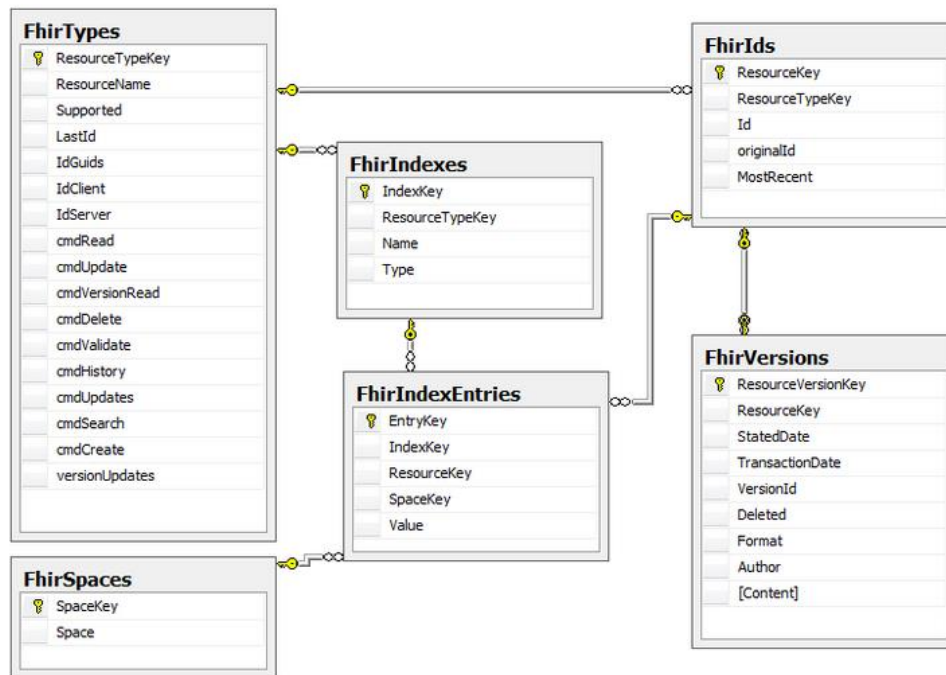 FhirTypes
ResourceTypeKey
ResourceName
Supported
LastId
IdGuids
IdClient
IdServer
cmdRead
cmdUpdate
cmdVersionRead
cmdDelete
cmdValidate
cmdHistory
cmdUpdates
cmdSearch
cmdCreate
versionUpdates
FhirIndexes
IndexKey
ResourceTypeKey
Name
Type
FhirIds
ResourceKey
ResourceTypeKey
Id
originalId
MostRecent
FhirIndexEntries
EntryKey
IndexKey
ResourceKey
SpaceKey
Value
FhirVersions
ResourceVersionKey
ResourceKey
StatedDate
TransactionDate
VersionId
Deleted
Format
Author
[Content]
FhirSpaces
SpaceKey
Space